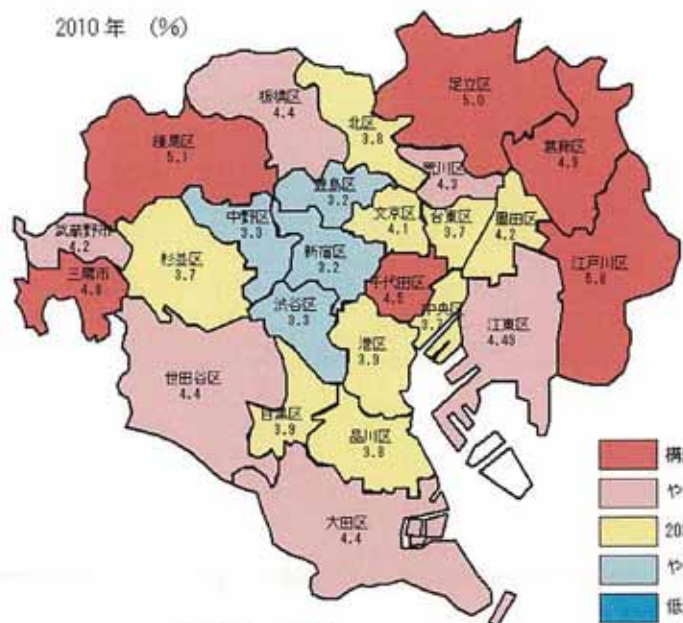 2010年 (%)
板橋区
4.4
北区
3.8
足立区
5.0
葛飾区
4.9
練馬区
5.1
荒川区
4.3
豊島区
3.2
中野区
3.3
文京区
4.1
台東区
3.7
墨田区
4.2
武蔵野市
4.2
杉並区
3.7
新宿区
3.2
江戸川区
5.8
三鷹市
4.8
千代田区
4.5
中央区
江東区
4.43
渋谷区
3.3
港区
3.9
世田谷区
4.4
目黒区
3.9
品川区
3.8
大田区
4.4
横
や
20
や
低